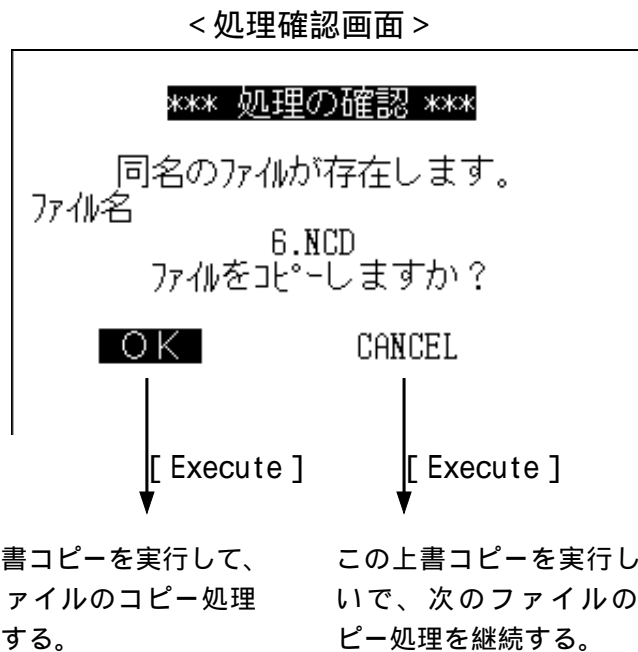 <処理確認画面>
*** 処理の確認 ***
同名のﾌｧｲﾙが存在します。
ﾌｧｲﾙ名
6.NCD
ﾌｧｲﾙをｺﾋﾟｰしますか？
ＯＫ CANCEL
[ Execute ] [ Execute ]
書コピーを実行して、
ァイルのコピー処理
する。
この上書コピーを実行し
いで、次のファイルの
ピー処理を継続する。